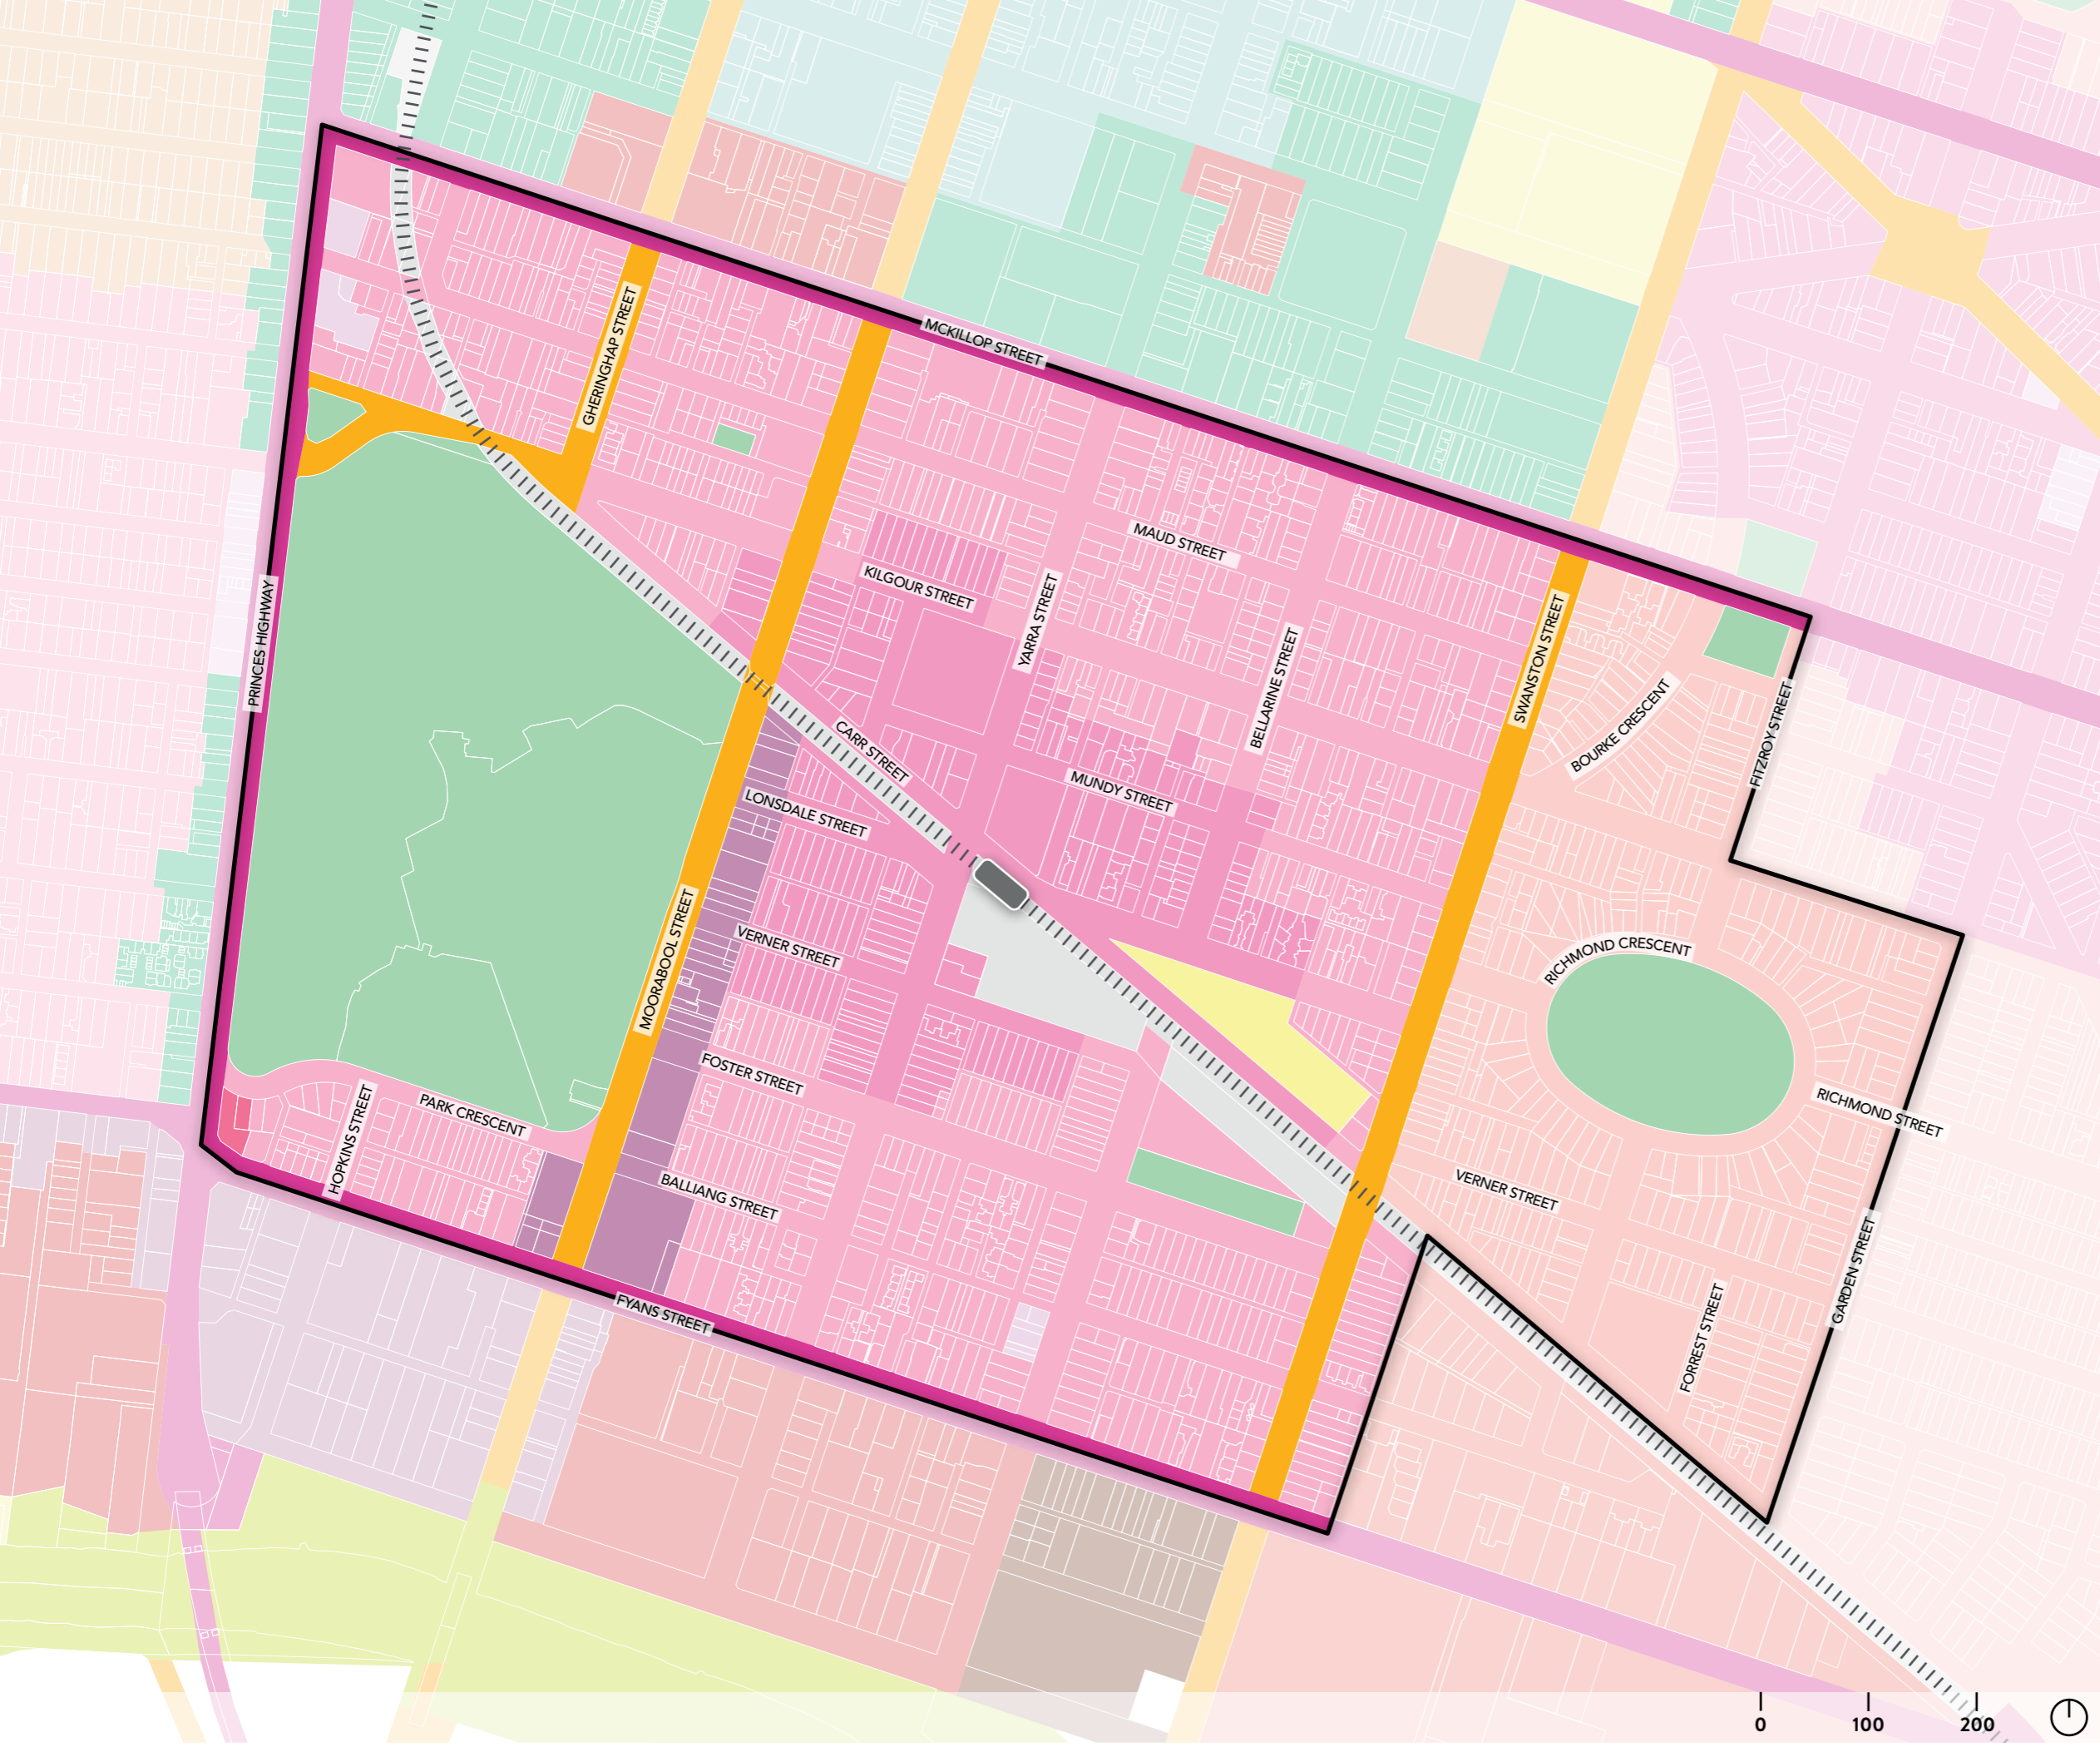 GHERINGHAP STREET
MCKILLOP STREET
MAUD STREET
KILGOUR STREET
YARRA STREET
PRINCES HIGHWAY
BELLARINE STREET
SWANSTON STREET
BOURKE CRESCENT
FITZROY STREET
CARR STREET
MUNDY STREET
LONSDALE STREET
MOORABOOL STREET
VERNER STREET
RICHMOND CRESCENT
FOSTER STREET
PARK CRESCENT
HOPKINS STREET
RICHMOND STREET
BALLIANG STREET
VERNER STREET
GARDEN STREET
FORREST STREET
FYANS STREET
0 100 200